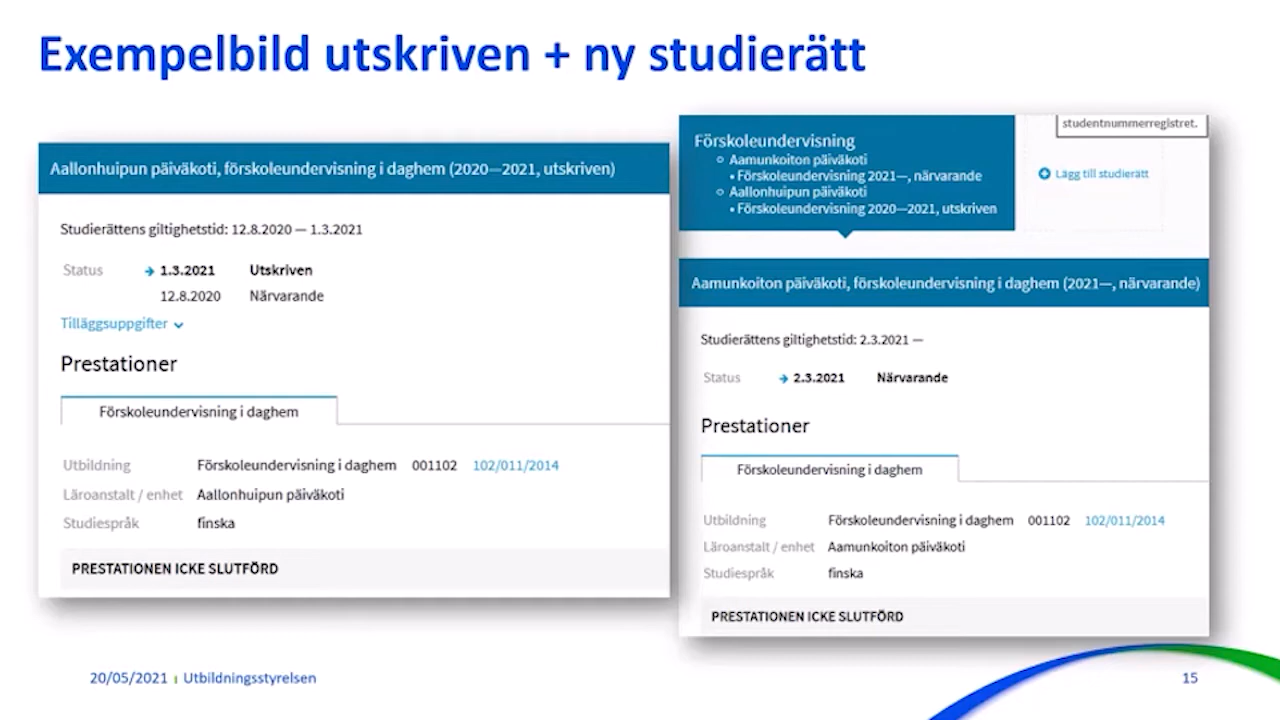 Exempelbild utskriven + ny studierätt
Aallonhuipun päiväkoti, förskoleundervisning i daghem (2020—2021, utskriven)
Studierättens giltighetstid: 12.8.2020 — 1.3.2021
Status 1.3.2021 Utskriven
12.8.2020 Närvarande
Tilläggsuppgifter
Prestationer
Förskoleundervisning i daghem
Utbildning Förskoleundervisning i daghem 001102 102/011/2014
Läroanstalt / enhet Aallonhuipun päiväkoti
Studiespråk finska
PRESTATIONEN ICKE SLUTFÖRD
studentnummerregistret.
Förskoleundervisning
Aamunkoiton päiväkoti
• Förskoleundervisning 2021—, närvarande
Aallonhuipun päiväkoti
• Förskoleundervisning 2020—2021, utskriven
Lägg till studierätt
Aamunkoiton päiväkoti, förskoleundervisning i daghem (2021—, närvarande)
Studierättens giltighetstid: 2.3.2021 —
Status 2.3.2021 Närvarande
Prestationer
Förskoleundervisning i daghem
Utbildning Förskoleundervisning i daghem 001102 102/011/2014
Läroanstalt / enhet Aamunkoiton päiväkoti
Studiespråk finska
PRESTATIONEN ICKE SLUTFÖRD
20/05/2021 Utbildningsstyrelsen
15